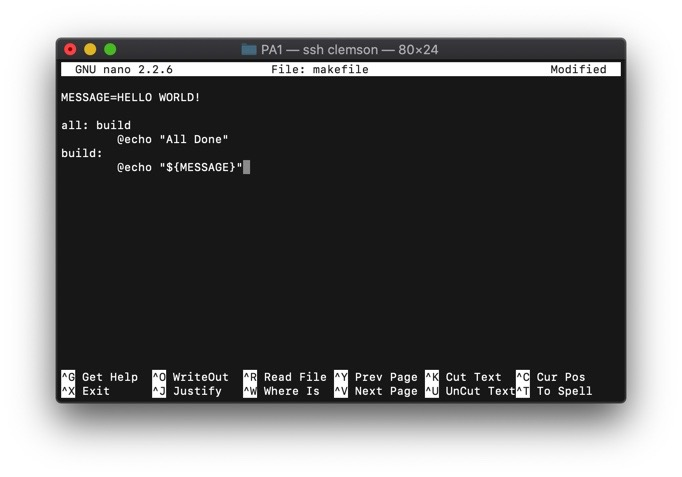 PA1 — ssh clemson — 80×24
GNU nano 2.2.6 File: makefile Modified
MESSAGE=HELLO WORLD!
all: build
@echo "All Done"
build:
@echo "${MESSAGE}"
^G Get Help ^O WriteOut ^R Read File ^Y Prev Page ^K Cut Text ^C Cur Pos
^X Exit ^J Justify ^W Where Is ^V Next Page ^U UnCut Text ^T To Spell